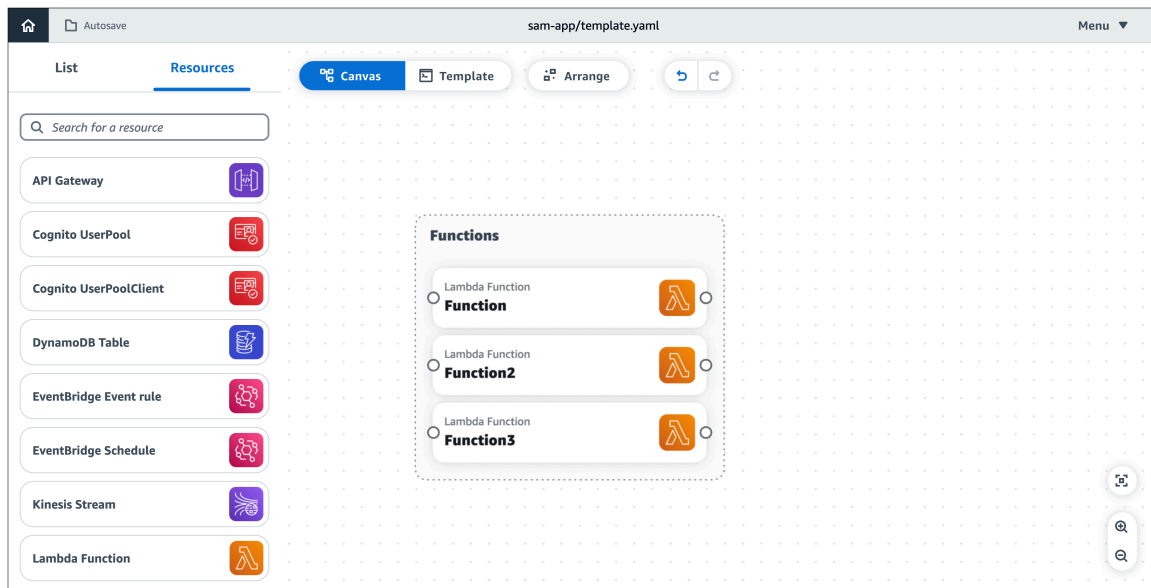 Autosave
sam-app/template.yaml
Menu
List
Resources
Canvas
Template
Arrange
Search for a resource
API Gateway
Cognito UserPool
Cognito UserPoolClient
DynamoDB Table
EventBridge Event rule
EventBridge Schedule
Kinesis Stream
Lambda Function
Functions
Lambda Function
Function
Lambda Function
Function2
Lambda Function
Function3